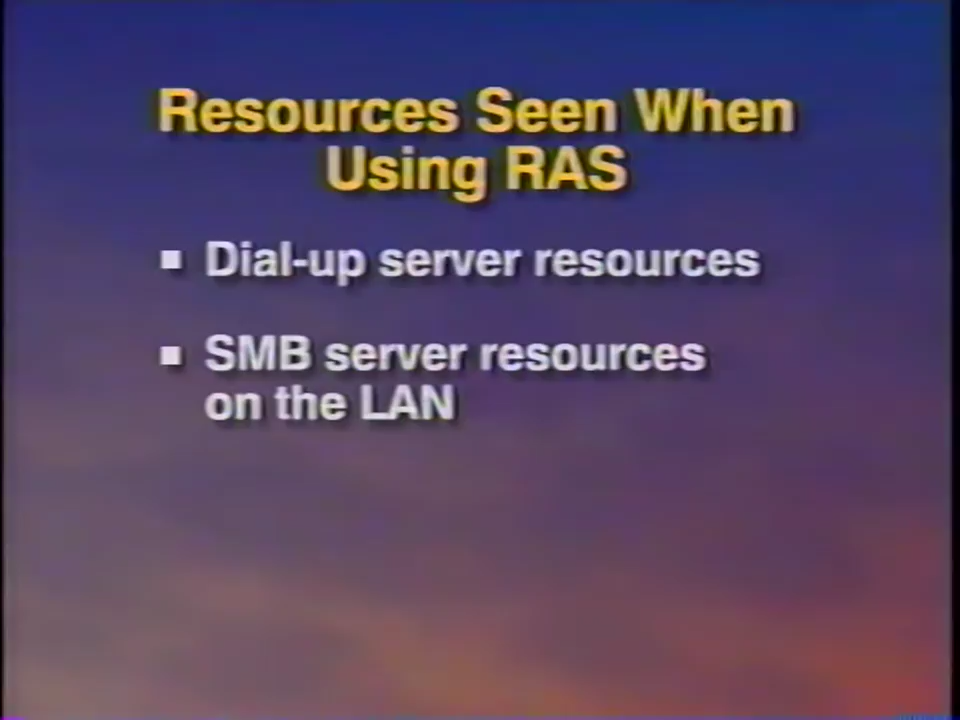 Resources Seen When
Using RAS
▪ Dial-up server resources
▪ SMB server resources
on the LAN